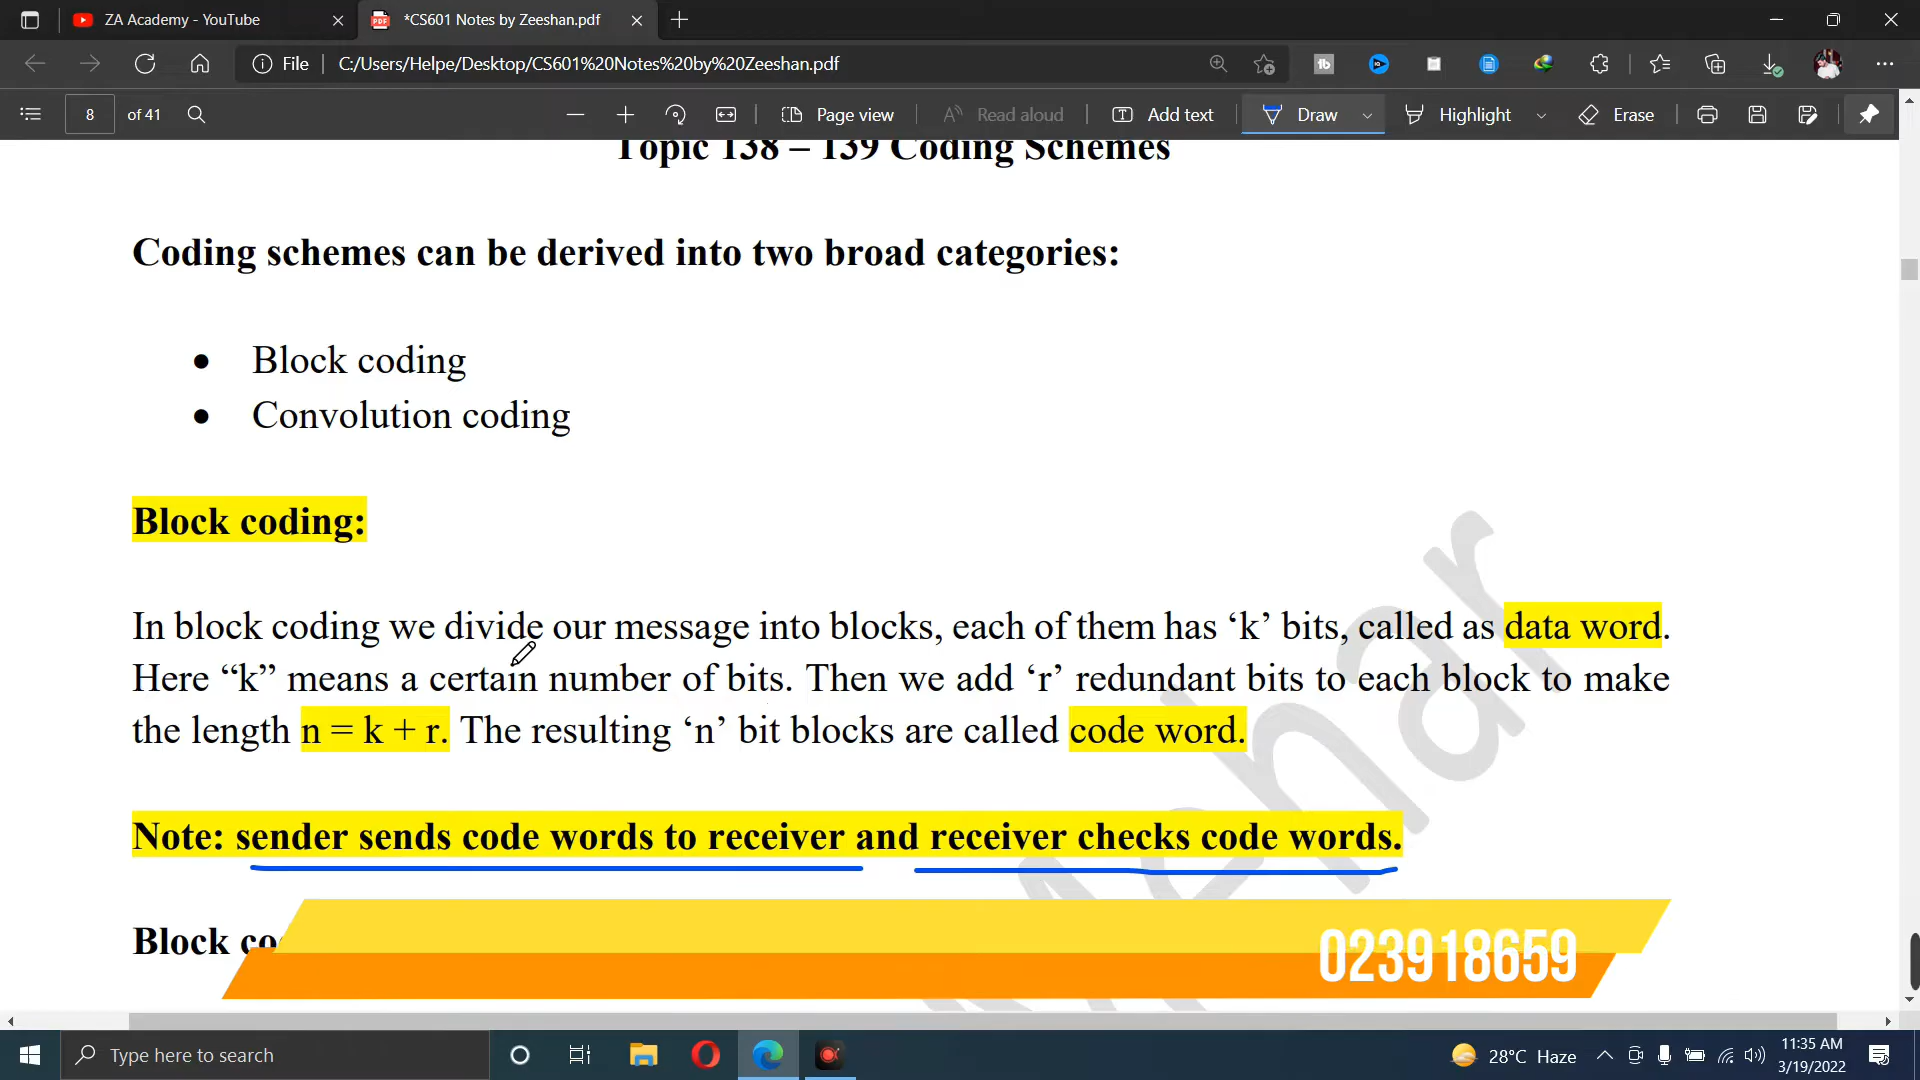 ZA Academy - YouTube
*CS601 Notes by Zeeshan.pdf
File
C:/Users/Helpe/Desktop/CS601%20Notes%20by%20Zeeshan.pdf
8 of 41
Page view
Read aloud
Add text
Draw
Highlight
Erase
Topic 138 – 139 Coding Schemes
Coding schemes can be derived into two broad categories:
• Block coding
• Convolution coding
Block coding:
In block coding we divide our message into blocks, each of them has ‘k’ bits, called as data word.
Here “k” means a certain number of bits. Then we add ‘r’ redundant bits to each block to make
the length n = k + r. The resulting ‘n’ bit blocks are called code word.
Note: sender sends code words to receiver and receiver checks code words.
Block
023918659
Type here to search
28°C Haze
11:35 AM
3/19/2022